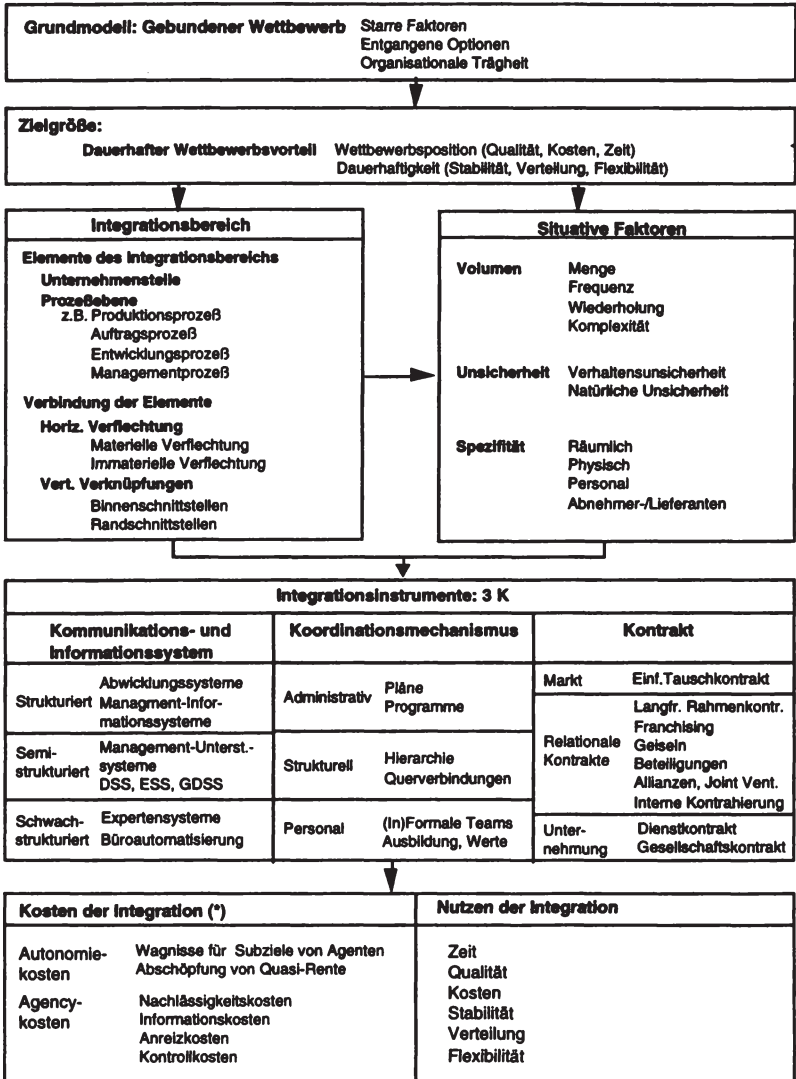 Grundmodell: Gebundener Wettbewerb Starre Faktoren
Entgangene Optionen
Organisationale Trägheit
Zielgröße:
Dauerhafter Wettbewerbsvorteil Wettbewerbsposition (Qualität, Kosten, Zeit)
Dauerhaftigkeit (Stabilität, Verteilung, Flexibilität)
Integrationsbereich
Elemente des Integrationsbereichs
Unternehmensteile
Prozeßebene
z.B. Produktionsprozeß
Auftragsprozeß
Entwicklungsprozeß
Managementprozeß
Verbindung der Elemente
Horiz. Verflechtung
Materielle Verflechtung
Immaterielle Verflechtung
Vert. Verknüpfungen
Binnenschnittstellen
Randschnittstellen
Situative Faktoren
Volumen Menge
Frequenz
Wiederholung
Komplexität
Unsicherheit Verhaltensunsicherheit
Natürliche Unsicherheit
Spezifität Räumlich
Physisch
Personal
Abnehmer-/Lieferanten
Integrationsinstrumente: 3 K
Kommunikations- und
Informationssystem
Strukturiert Abwicklungssysteme
Managment-Infor-
mationssysteme
Semi-
strukturiert Management-Unterst.-
systeme
DSS, ESS, GDSS
Schwach-
strukturiert Expertensysteme
Büroautomatisierung
Koordinationsmechanismus
Administrativ Pläne
Programme
Strukturell Hierarchie
Querverbindungen
Personal (In)Formale Teams
Ausbildung, Werte
Kontrakt
Markt Einf.Tauschkontrakt
Relationale
Kontrakte Langfr. Rahmenkontr.
Franchising
Geiseln
Beteiligungen
Allianzen, Joint Vent.
Interne Kontrahierung
Unter-
nehmung Dienstkontrakt
Gesellschaftskontrakt
Kosten der Integration (*)
Autonomie-
kosten Wagnisse für Subziele von Agenten
Abschöpfung von Quasi-Rente
Agency-
kosten Nachlässigkeitskosten
Informationskosten
Anreizkosten
Kontrollkosten
Nutzen der Integration
Zeit
Qualität
Kosten
Stabilität
Verteilung
Flexibilität